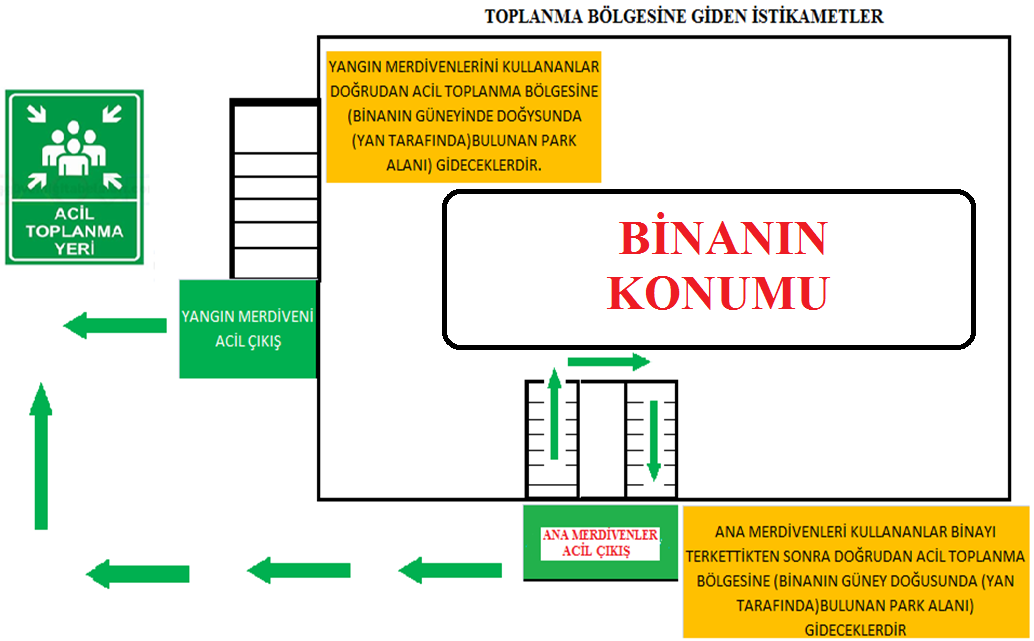 TOPLANMA BÖLGESİNE GİDEN İSTİKAMETLER
YANGIN MERDİVENLERİNİ KULLANANLAR
DOĞRUDAN ACİL TOPLANMA BÖLGESİNE
(BİNANIN GÜNEYİNDE DOĞYSUNDA
(YAN TARAFINDA)BULUNAN PARK
ALANI) GİDECEKLERDİR.
ACİL
TOPLANMA
YERİ
BİNANIN
KONUMU
YANGIN MERDİVENİ
ACİL ÇIKIŞ
ANA MERDİVENLER
ACİL ÇIKIŞ
ANA MERDİVENLERİ KULLANANLAR BİNAYI
TERKETTİKTEN SONRA DOĞRUDAN ACİL TOPLANMA
BÖLGESİNE (BİNANIN GÜNEY DOĞUSUNDA (YAN
TARAFINDA)BULUNAN PARK ALANI)
GİDECEKLERDİR